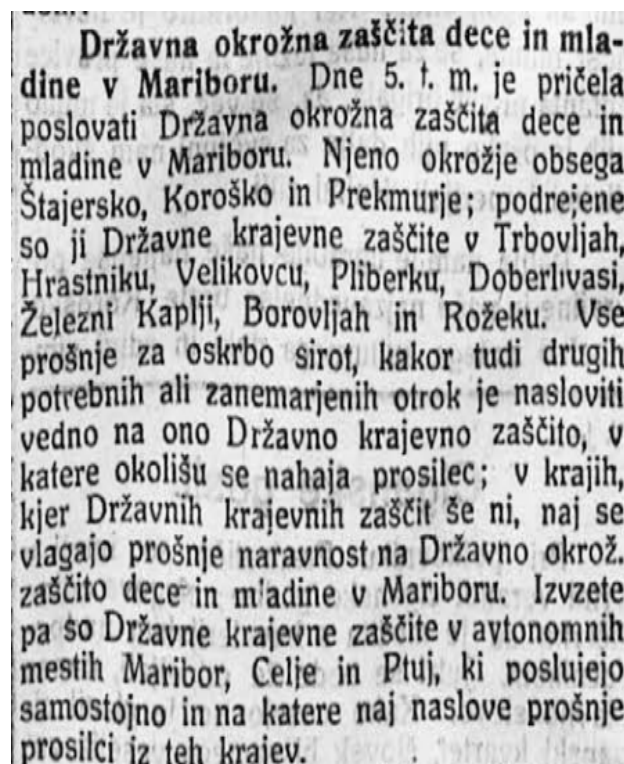 Državna okrožna zaščita dece in mla-
dine v Mariboru. Dne 5. t. m. je pričela
poslovati Državna okrožna zaščita dece in
mladine v Mariboru. Njeno okrožje obsega
Štajersko, Koroško in Prekmurje; podrejene
so ji Državne krajevne zaščite v Trbovljah,
Hrastniku, Velikovcu, Pliberku, Doberlivasi,
Železni Kaplji, Borovljah in Rožeku. Vse
prošnje za oskrbo sirot, kakor tudi drugih
potrebnih ali zanemarjenih otrok je nasloviti
vedno na ono Državno krajevno zaščito, v
katere okolišu se nahaja prosilec; v krajih,
kjer Državnih krajevnih zaščit še ni, naj se
vlagajo prošnje naravnost na Državno okrož.
zaščito dece in mladine v Mariboru. Izvzete
pa so Državne krajevne zaščite v avtonomnih
mestih Maribor, Celje in Ptuj, ki poslujejo
samostojno in na katere naj naslove prošnje
prosilci iz teh krajev.